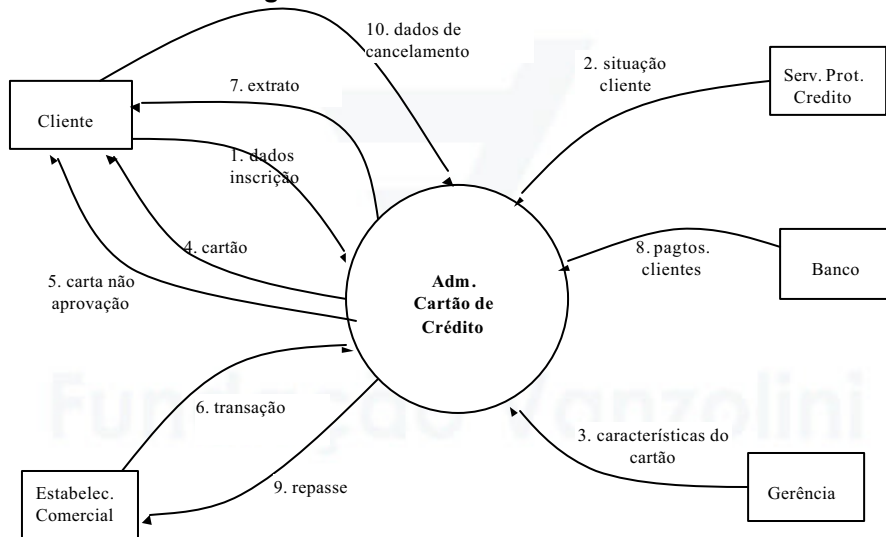 10. dados de
cancelamento
2. situação
cliente
Serv. Prot.
Credito
7. extrato
Cliente
1. dados
inscrição
4. cartão
8. pagtos.
clientes
Banco
5. carta não
aprovação
Adm.
Cartão de
Crédito
Fundação Vanzolini
6. transação
3. características do
cartão
9. repasse
Estabelec.
Comercial
Gerência